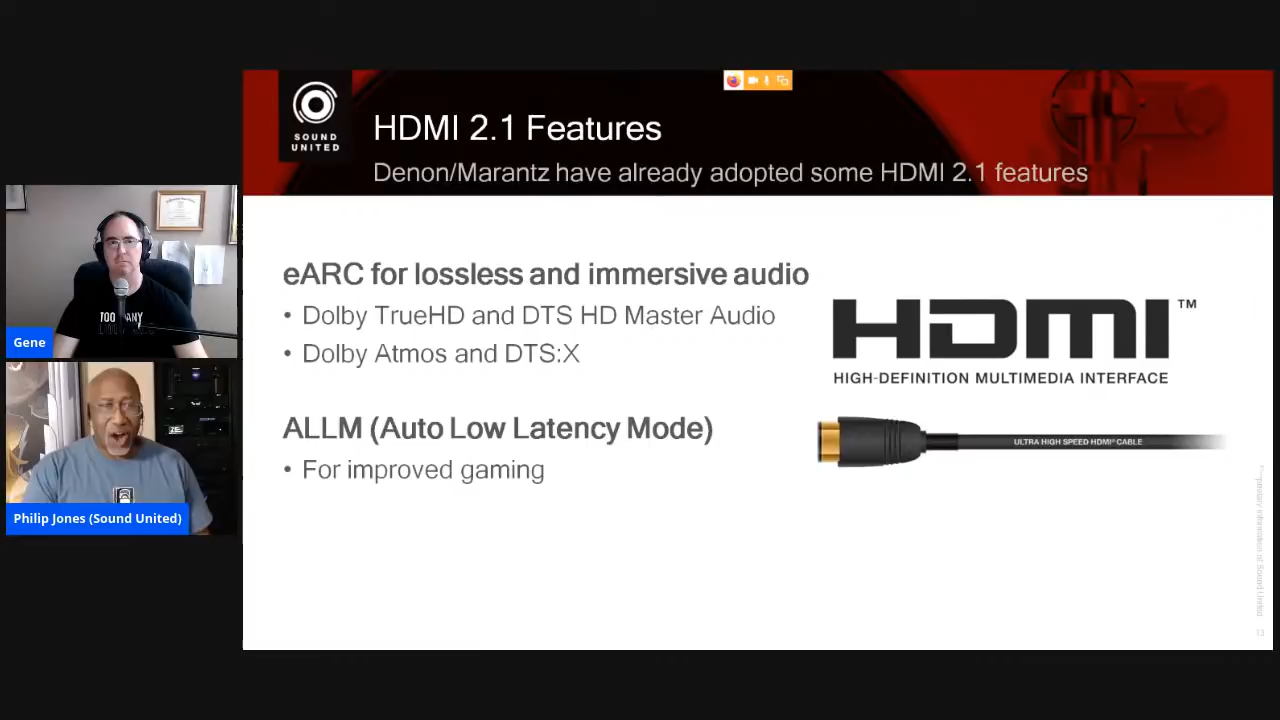 SOUND
UNITED
HDMI 2.1 Features
Denon/Marantz have already adopted some HDMI 2.1 features
eARC for lossless and immersive audio
• Dolby TrueHD and DTS HD Master Audio
• Dolby Atmos and DTS:X
ALLM (Auto Low Latency Mode)
• For improved gaming
HDMI™
HIGH-DEFINITION MULTIMEDIA INTERFACE
ULTRA HIGH SPEED HDMI® CABLE
TOO ANY
Gene
Philip Jones (Sound United)